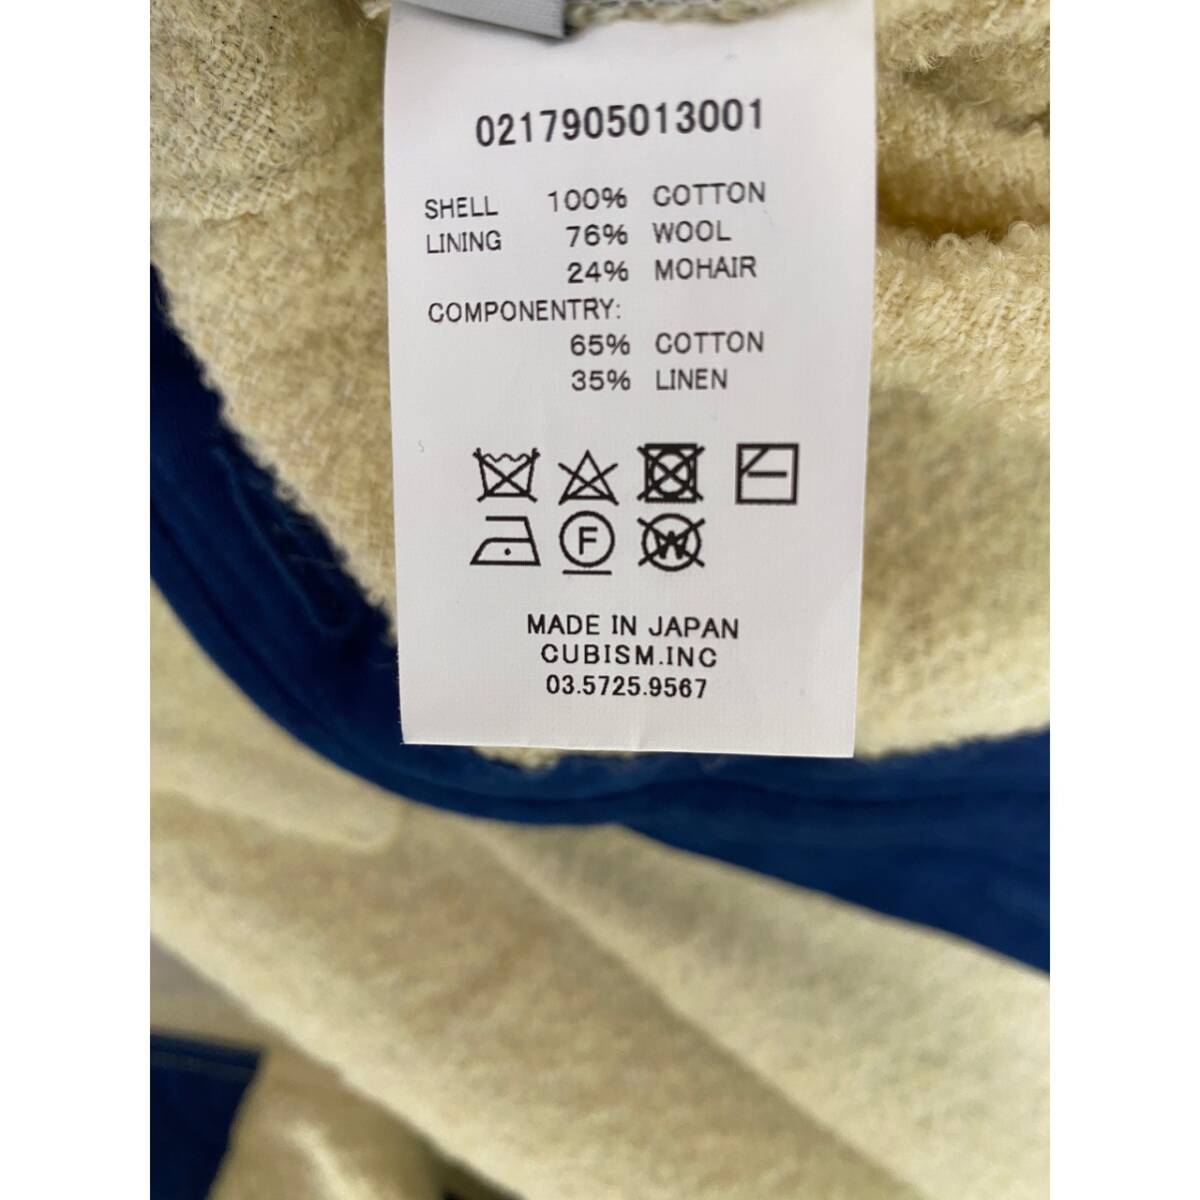 0217905013001
SHELL 100% COTTON
LINING 76% WOOL
24% MOHAIR
COMPONENTRY:
65% COTTON
35% LINEN
F W
MADE IN JAPAN
CUBISM.INC
03.5725.9567